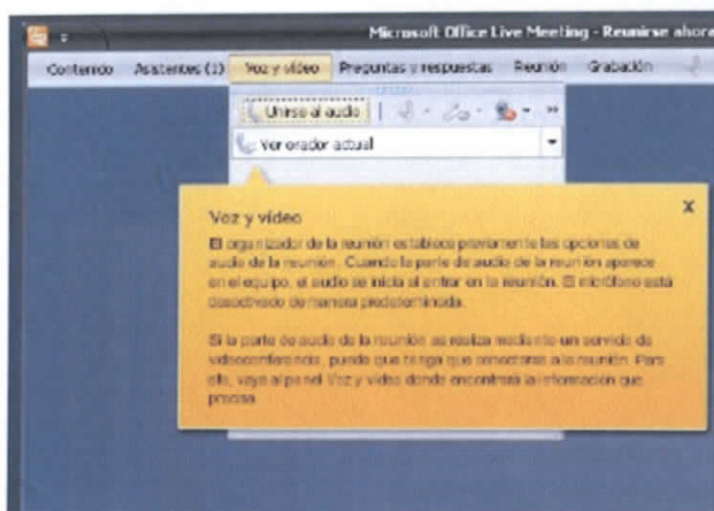 Microsoft Office Live Meeting - Reunirse ahora
Contenido Asistentes (1) Voz y vídeo Preguntas y respuestas Reunión Grabación
Unirse al audio
Ver orador actual
Voz y vídeo X
El organizador de la reunión establece previamente las opciones de
audio de la reunión. Cuando la parte de audio de la reunión aparece
en el equipo, el audio se inicia al entrar en la reunión. El micrófono está
desactivado de manera predeterminada.
Si la parte de audio de la reunión se realiza mediante un servicio de
videoconferencia, puede que tenga que conectarse a la reunión. Para
ello, vaya al panel Voz y vídeo donde encontrará la información que
precisa.